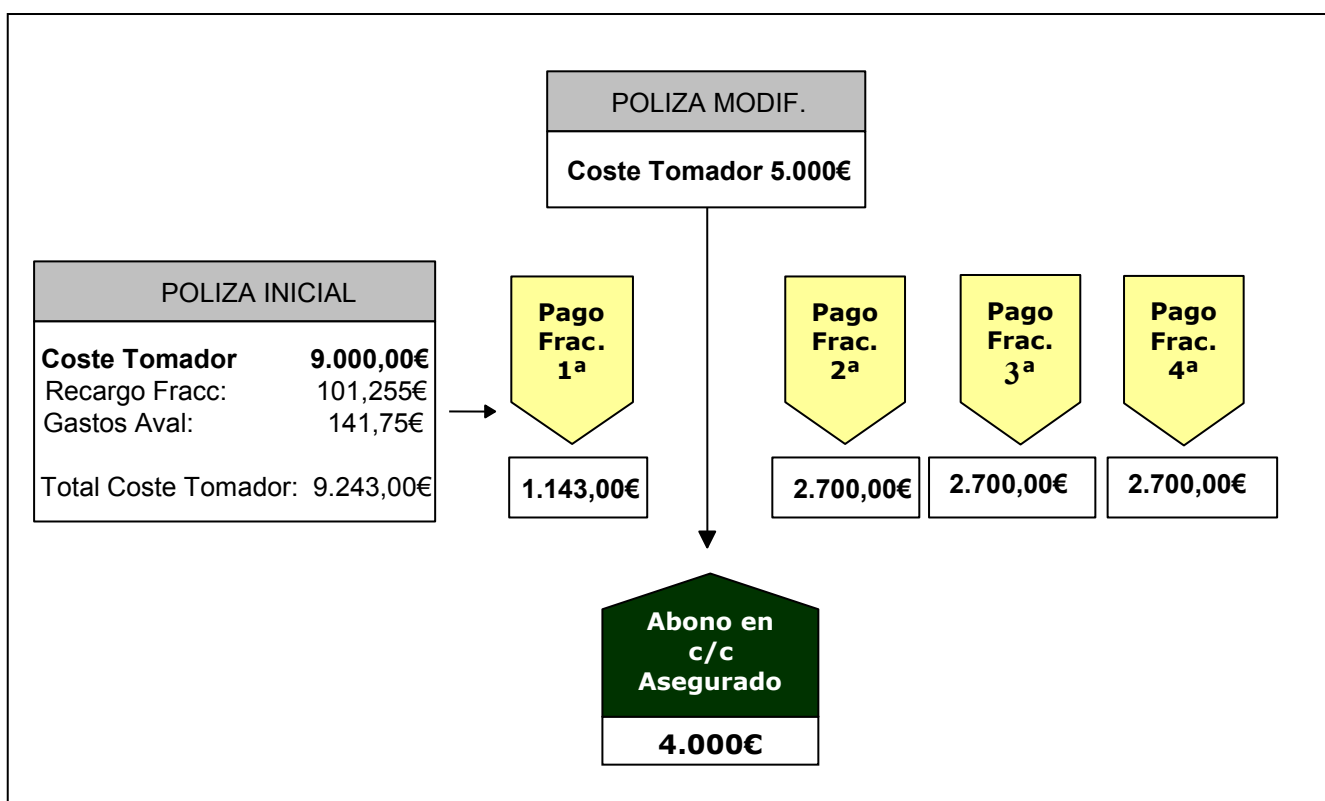 POLIZA MODIF.
Coste Tomador 5.000€
POLIZA INICIAL
Coste Tomador 9.000,00€
Recargo Fracc: 101,255€
Gastos Aval: 141,75€
Total Coste Tomador: 9.243,00€
Pago
Frac.
1ª
1.143,00€
Pago
Frac.
2ª
2.700,00€
Pago
Frac.
3ª
2.700,00€
Pago
Frac.
4ª
2.700,00€
Abono en
c/c
Asegurado
4.000€